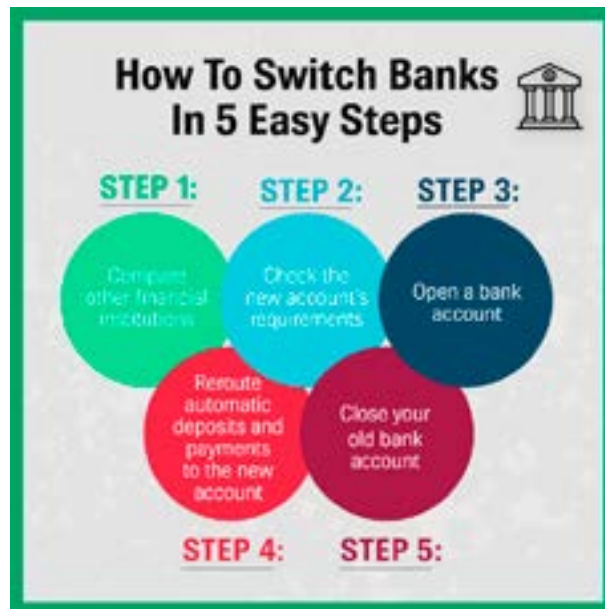 How To Switch Banks
In 5 Easy Steps
STEP 1:
Compare
other financial
institutions
STEP 2:
Check the
new account's
requirements
STEP 3:
Open a bank
account
STEP 4:
Reroute
automatic
deposits and
payments
to the new
account
STEP 5:
Close your
old bank
account